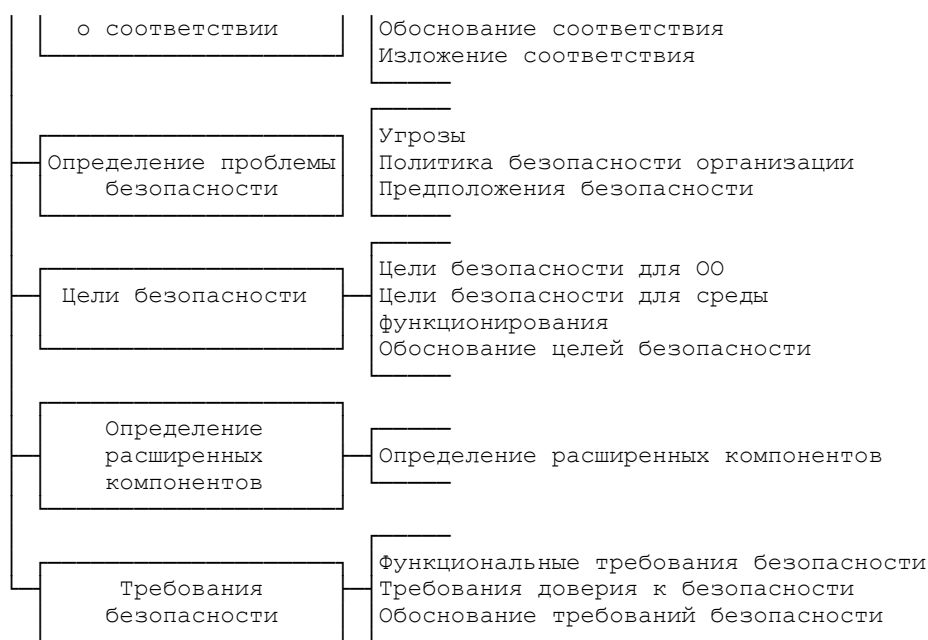 о соответствии
Обоснование соответствия
Изложение соответствия
Определение проблемы
безопасности
Угрозы
Политика безопасности организации
Предположения безопасности
Цели безопасности
Цели безопасности для ОО
Цели безопасности для среды
функционирования
Обоснование целей безопасности
Определение
расширенных
компонентов
Определение расширенных компонентов
Требования
безопасности
Функциональные требования безопасности
Требования доверия к безопасности
Обоснование требований безопасности